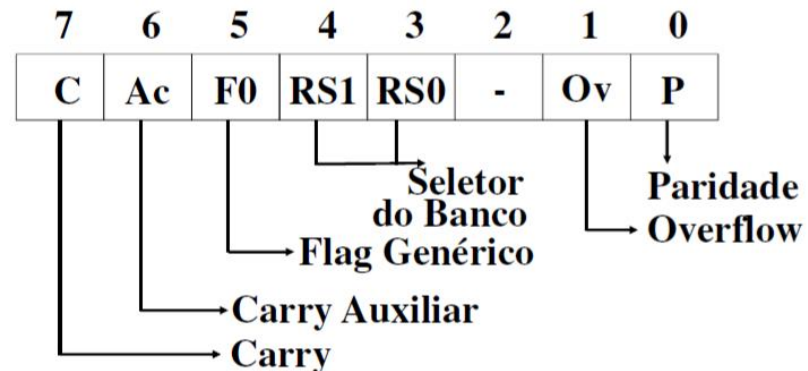 7 6 5 4 3 2 1 0
C Ac F0 RS1 RS0 - Ov P
Seletor
do Banco
Paridade
Overflow
Flag Genérico
Carry Auxiliar
Carry